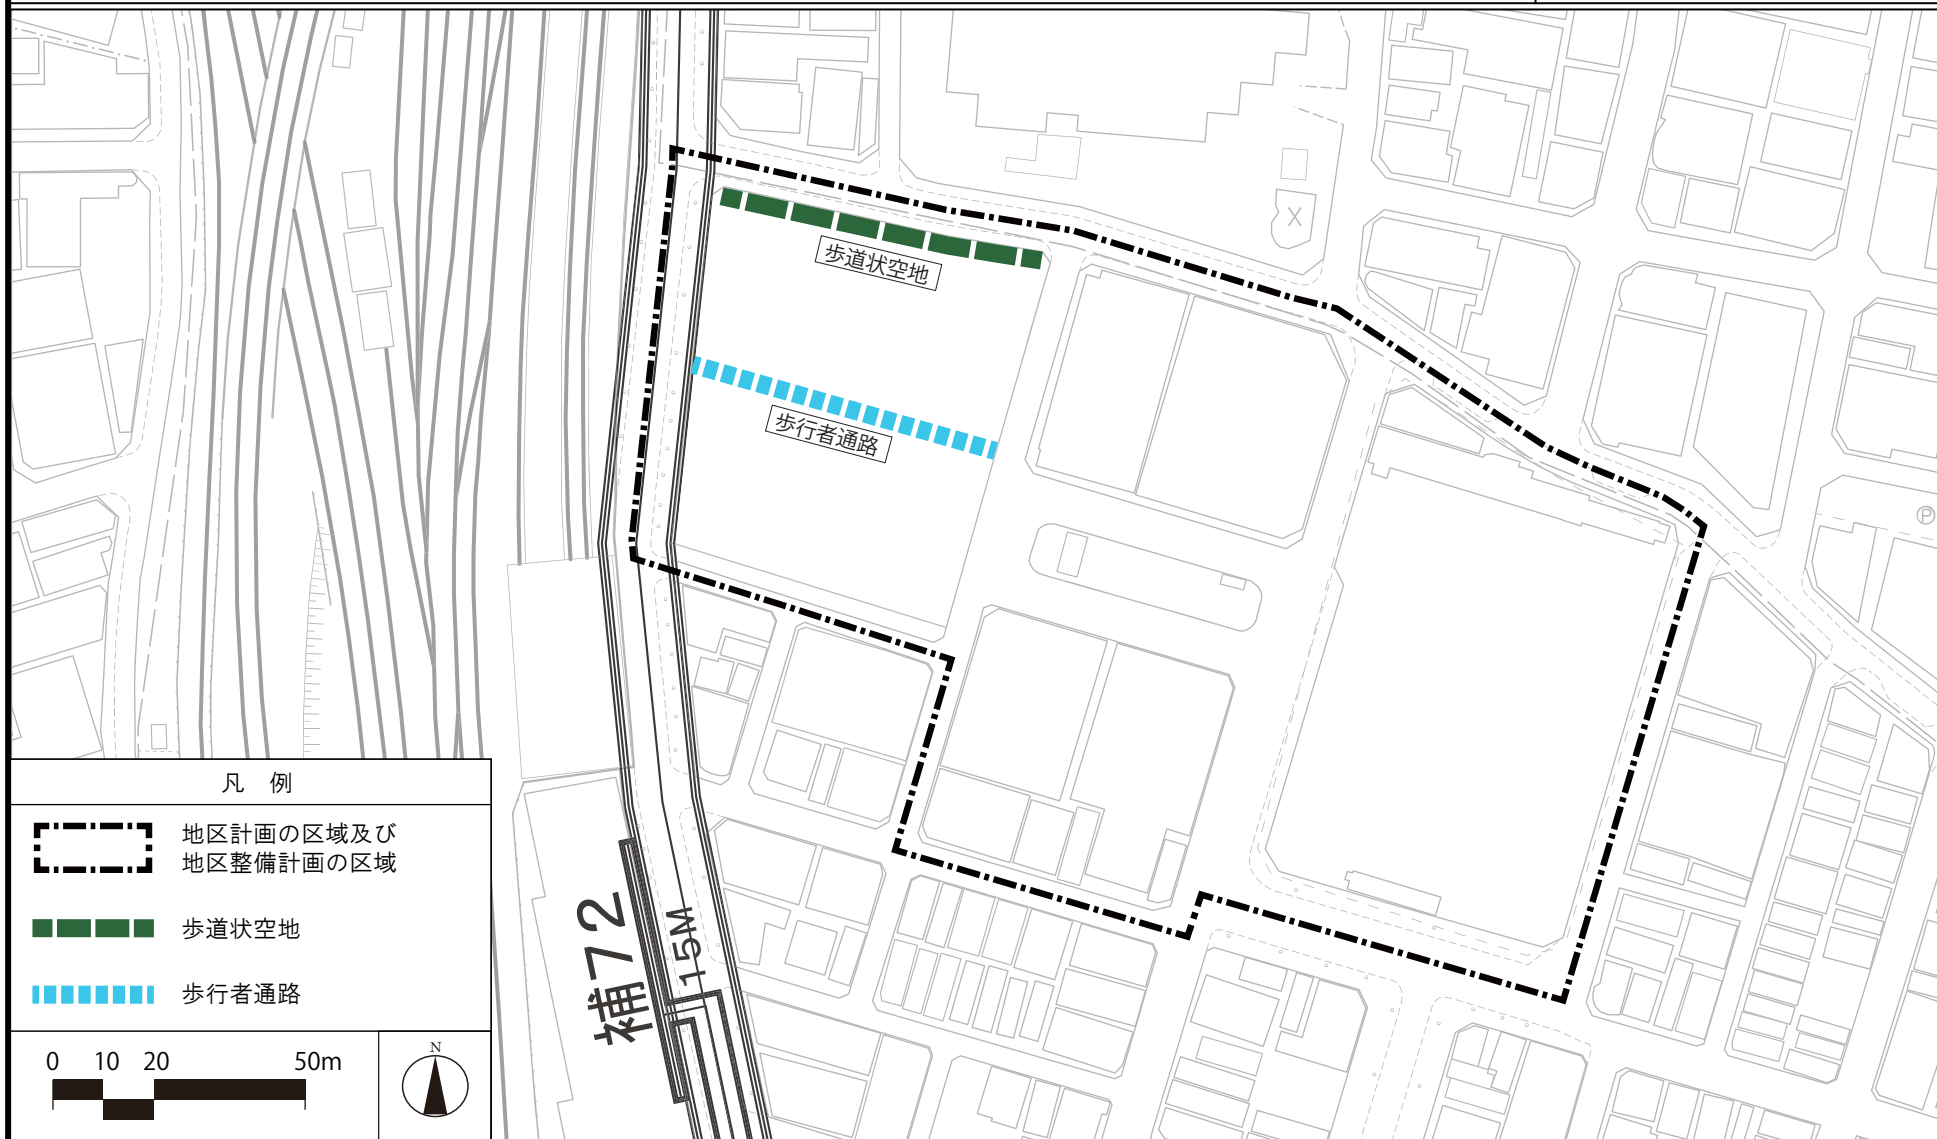 歩道状空地
歩行者通路
Ⓟ
補72
15M
凡 例
地区計画の区域及び
地区整備計画の区域
歩道状空地
歩行者通路
0 10 20 50m
N